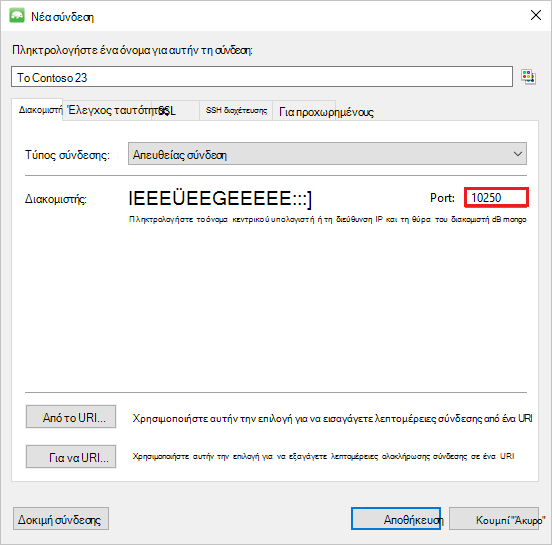 Νέα σύνδεση
Πληκτρολογήστε ένα όνομα για αυτήν τη σύνδεση:
Το Contoso 23
Διακομιστή Έλεγχος ταυτότητας SSL SSH διοχέτευσης Για προχωρημένους
Τύπος σύνδεσης: Απευθείας σύνδεση
Διακομιστής: IEEEÜEEGEEEEE:::] Port: 10250
Πληκτρολογήστε το όνομα κεντρικού υπολογιστή ή τη διεύθυνση IP και τη θύρα του διακομιστή dB mongo
Από το URI... Χρησιμοποιήστε αυτήν την επιλογή για να εισαγάγετε λεπτομέρειες σύνδεσης από ένα URI
Για να URI... Χρησιμοποιήστε αυτήν την επιλογή για να εξαγάγετε λεπτομέρειες ολοκλήρωσης σύνδεσης σε ένα URI
Δοκιμή σύνδεσης Αποθήκευση Κουμπί "Άκυρο"